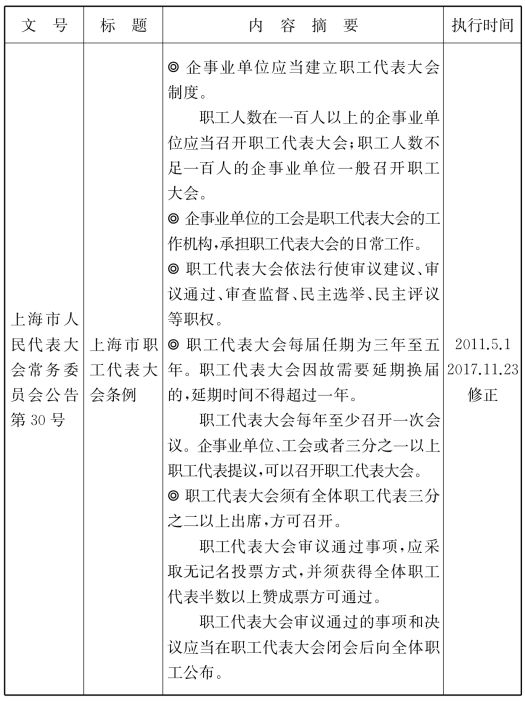 文 号 标 题 内 容 摘 要 执行时间
◎ 企事业单位应当建立职工代表大会
制度。
职工人数在一百人以上的企事业单
位应当召开职工代表大会;职工人数不
足一百人的企事业单位一般召开职工
大会。
◎ 企事业单位的工会是职工代表大会的工
作机构,承担职工代表大会的日常工作。
◎ 职工代表大会依法行使审议建议、审
议通过、审查监督、民主选举、民主评议
等职权。
◎ 职工代表大会每届任期为三年至五
年。职工代表大会因故需要延期换届
的,延期时间不得超过一年。
职工代表大会每年至少召开一次会
议。企事业单位、工会或者三分之一以上
职工代表提议,可以召开职工代表大会。
◎ 职工代表大会须有全体职工代表三分
之二以上出席,方可召开。
职工代表大会审议通过事项,应采
取无记名投票方式,并须获得全体职工
代表半数以上赞成票方可通过。
职工代表大会审议通过的事项和决
议应当在职工代表大会闭会后向全体职
工公布。
上海市人
民代表大
会常务委
员会公告
第 30 号
上海市职
工代表大
会条例
2011.5.1
2017.11.23
修正